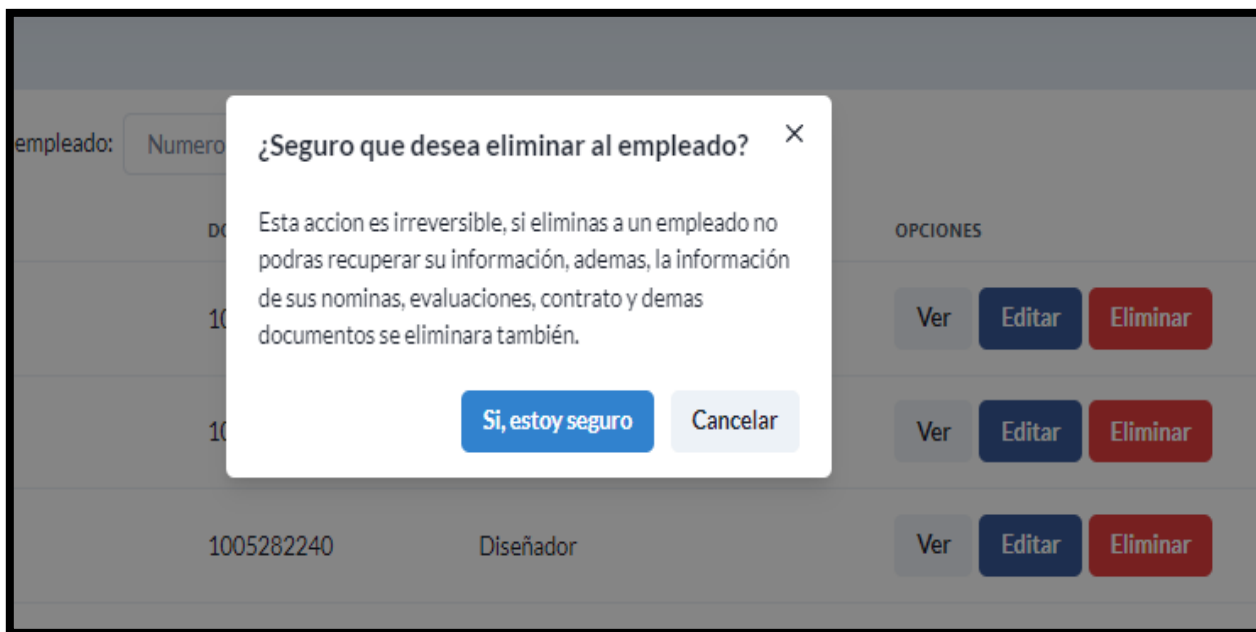 ¿Seguro que desea eliminar al empleado?
Esta accion es irreversible, si eliminas a un empleado no
podras recuperar su información, ademas, la información
de sus nominas, evaluaciones, contrato y demas
documentos se eliminara también.
Si, estoy seguro Cancelar
empleado: Numero
OPCIONES
Ver Editar Eliminar
Ver Editar Eliminar
1005282240 Diseñador Ver Editar Eliminar